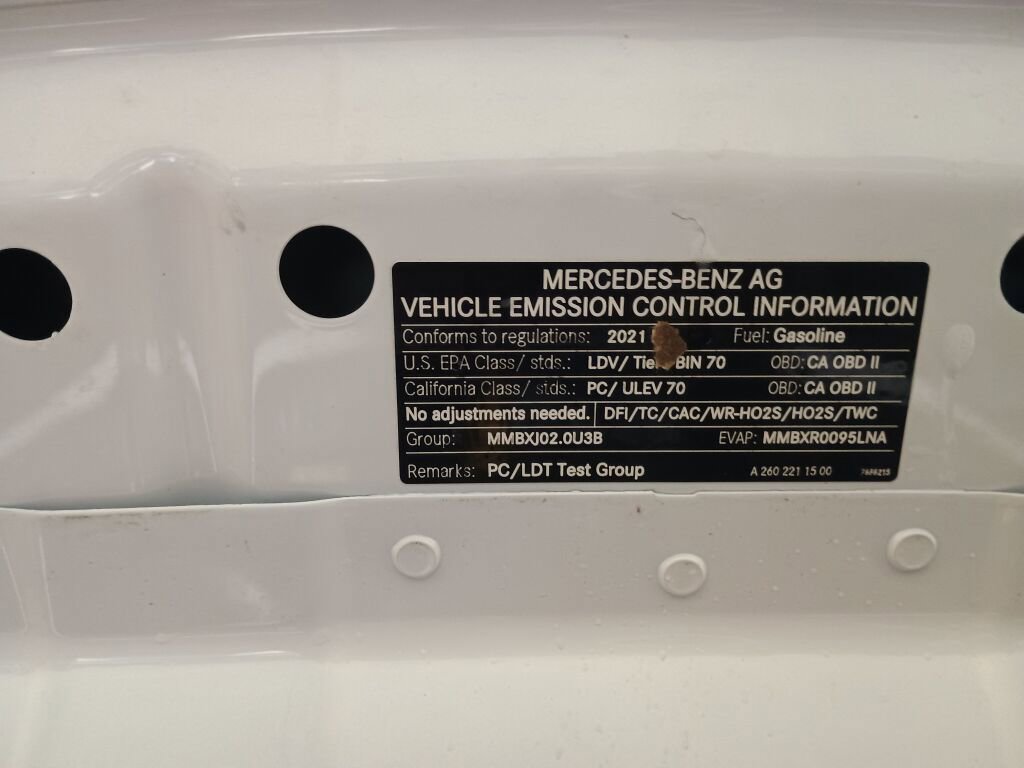 MERCEDES-BENZ AG
VEHICLE EMISSION CONTROL INFORMATION
Conforms to regulations: 2021 Fuel: Gasoline
U.S. EPA Class/ stds.: LDV/ BIN 70 OBD: CA OBD II
California Class/ stds.: PC/ ULEV 70 OBD: CA OBD II
No adjustments needed. DFI/TC/CAC/WR-HO2S/HO2S/TWC
Group: MMBXJ02.0U3B EVAP: MMBXR0095LNA
Remarks: PC/LDT Test Group A 260 221 15 00